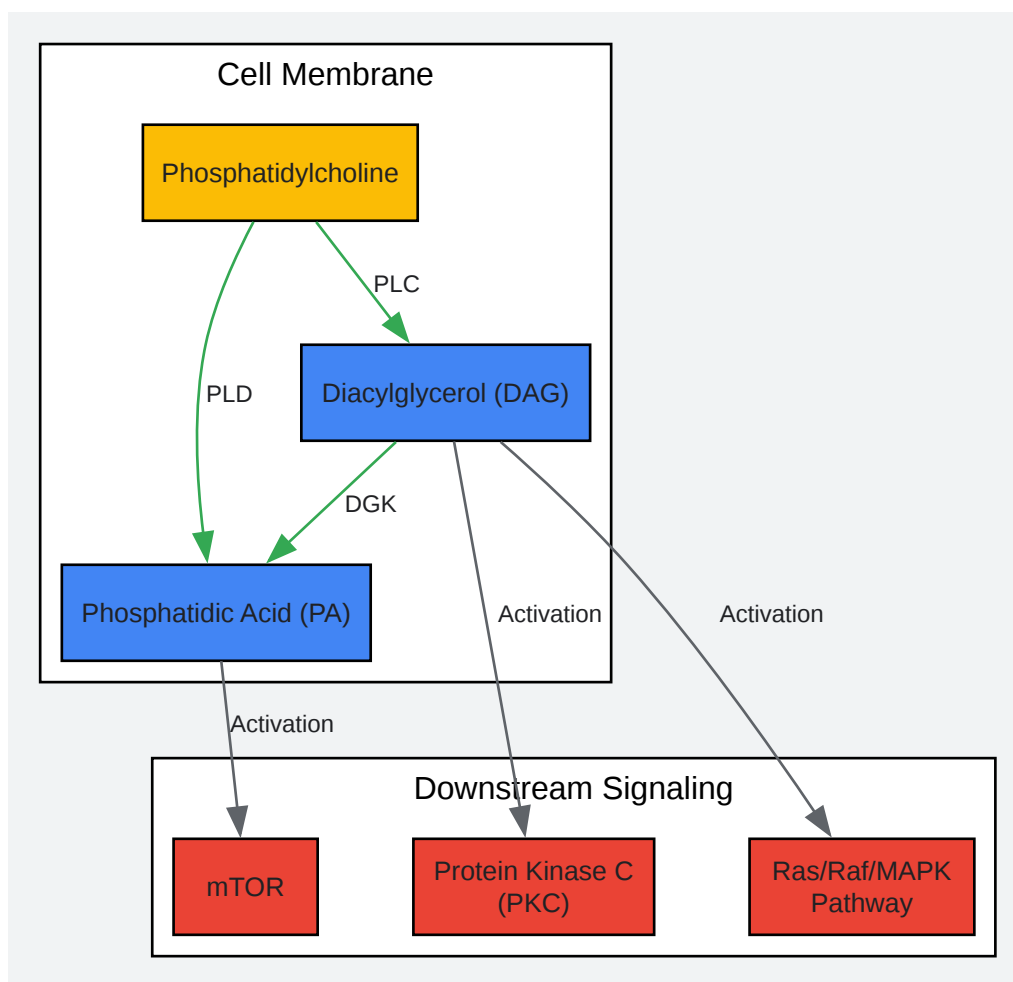 Cell Membrane
Phosphatidylcholine
PLC
PLD
Diacylglycerol (DAG)
DGK
Phosphatidic Acid (PA)
Activation
Activation
Activation
Downstream Signaling
mTOR
Protein Kinase C
(PKC)
Ras/Raf/MAPK
Pathway